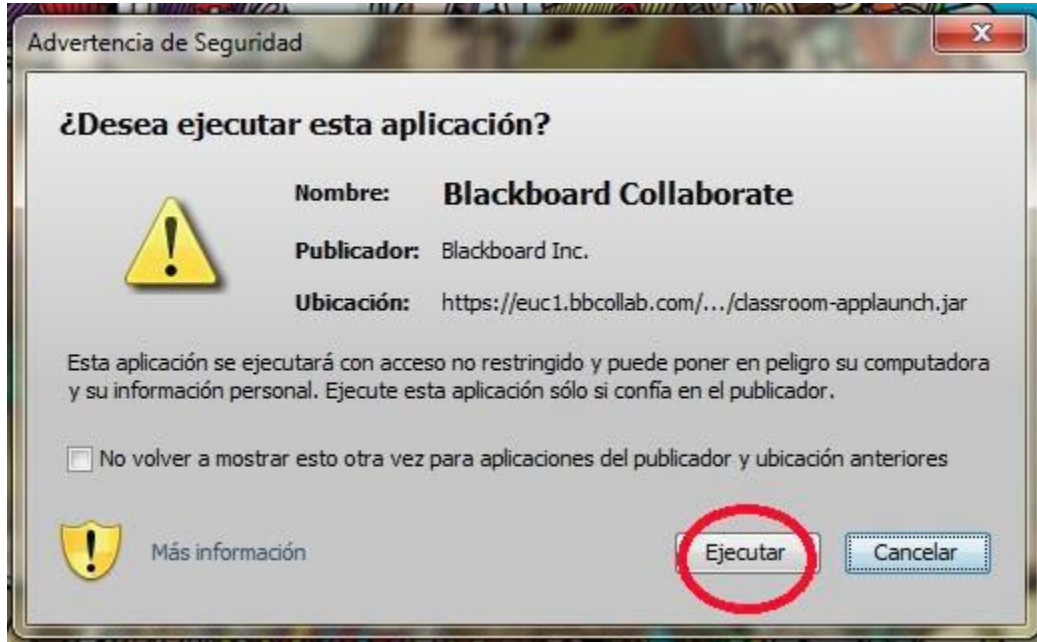 Advertencia de Seguridad
¿Desea ejecutar esta aplicación?
Nombre: Blackboard Collaborate
Publicador: Blackboard Inc.
Ubicación: https://euc1.bbcollab.com/.../classroom-applaunch.jar
Esta aplicación se ejecutará con acceso no restringido y puede poner en peligro su computadora
y su información personal. Ejecute esta aplicación sólo si confía en el publicador.
No volver a mostrar esto otra vez para aplicaciones del publicador y ubicación anteriores
Más información
Ejecutar Cancelar